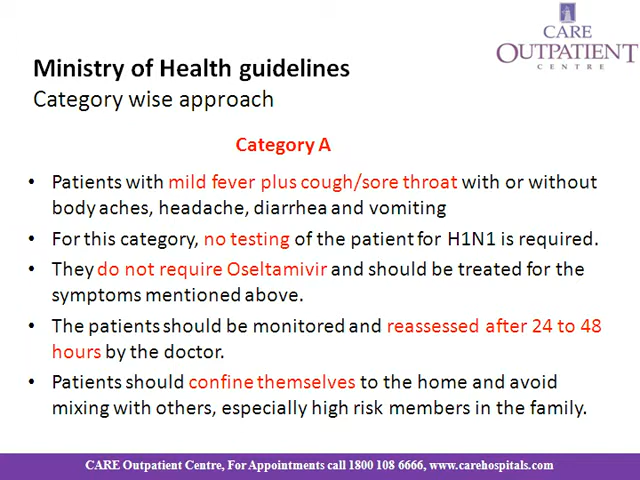 CARE
OUTPATIENT
CENTRE
Ministry of Health guidelines
Category wise approach
Category A
• Patients with mild fever plus cough/sore throat with or without
body aches, headache, diarrhea and vomiting
• For this category, no testing of the patient for H1N1 is required.
• They do not require Oseltamivir and should be treated for the
symptoms mentioned above.
• The patients should be monitored and reassessed after 24 to 48
hours by the doctor.
• Patients should confine themselves to the home and avoid
mixing with others, especially high risk members in the family.
CARE Outpatient Centre, For Appointments call 1800 108 6666, www.carehospitals.com